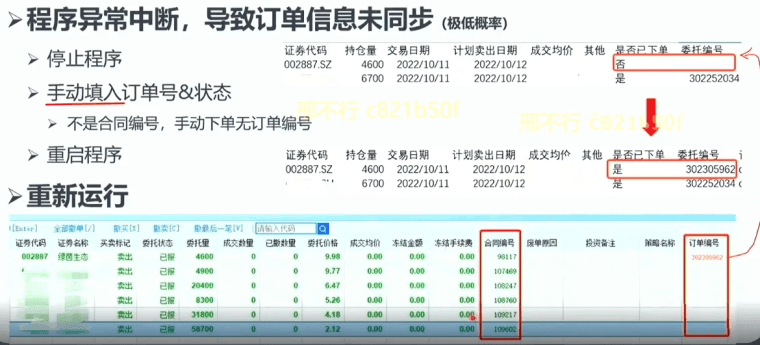 程序异常中断，导致订单信息未同步（极低概率）
停止程序
手动填入订单号&状态
不是合同编号，手动下单无订单编号
重启程序
重新运行
证券代码 持仓量 交易日期 计划卖出日期 成交均价 其他 是否已下单 委托编号
002887.SZ 4600 2022/10/11 2022/10/12 否
6700 2022/10/11 2022/10/12 是 302252034
邢不行 c821b50f
邢不行 c821b50f
证券代码 持仓量 交易日期 计划卖出日期 成交均价 其他 是否已下单 委托编号
002887.SZ 4600 2022/10/11 2022/10/12 是 302305962
6700 2022/10/11 2022/10/12 是 302252034
[Enter] 全部撤单[/] 撤买[X] 撤卖[C] 撤最后一笔[V] 请输入代码
证券代码 证券名称 买卖标记 委托状态 委托量 成交数量 已撤数量 委托价格 成交均价 冻结金额 冻结手续费 合同编号 废单原因 投资备注 策略名称 订单编号
002887 绿茵生态 卖出 已报 4600 0 0 9.98 0.00 0.00 0.00 98117 302305962
卖出 已报 4900 0 0 9.77 0.00 0.00 0.00 107469
卖出 已报 20400 0 0 6.47 0.00 0.00 0.00 108247
卖出 已报 8300 0 0 5.26 0.00 0.00 0.00 108760
卖出 已报 31800 0 0 4.18 0.00 0.00 0.00 109217
卖出 已报 58700 0 0 2.12 0.00 0.00 0.00 109602